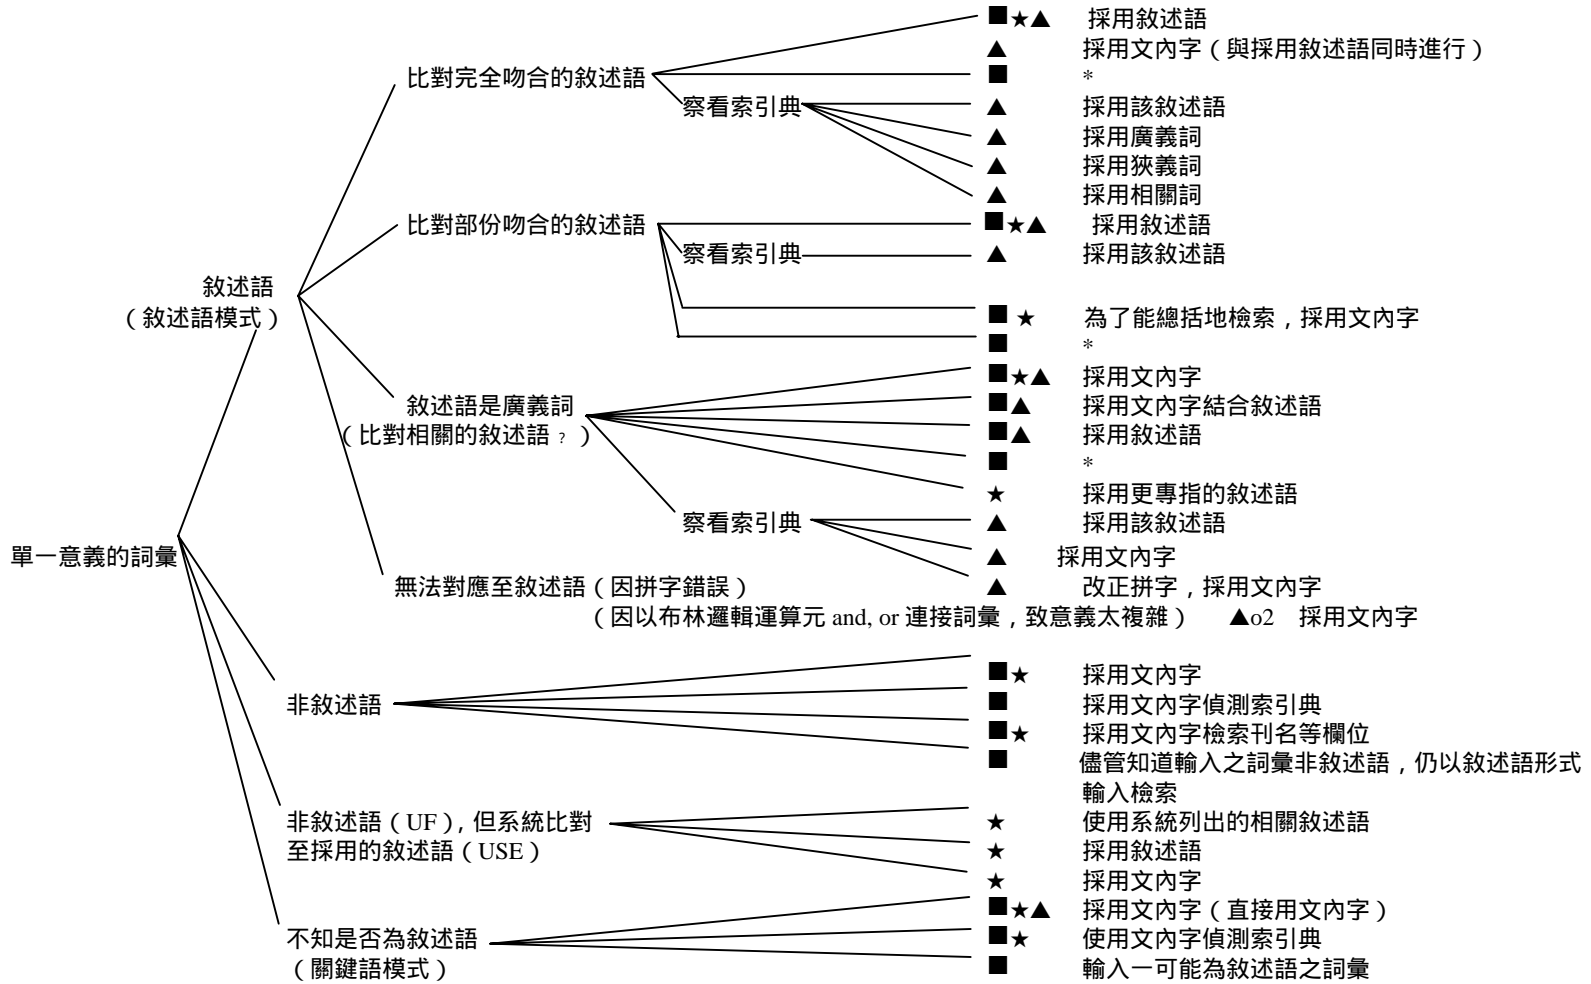 ■★▲ 採用敘述語
▲ 採用文內字（與採用敘述語同時進行）
比對完全吻合的敘述語
■ *
察看索引典
▲ 採用該敘述語
▲ 採用廣義詞
▲ 採用狹義詞
▲ 採用相關詞
比對部份吻合的敘述語
■★▲ 採用敘述語
察看索引典
▲ 採用該敘述語
敘述語
（敘述語模式）
■★ 為了能總括地檢索，採用文內字
■ *
■★▲ 採用文內字
敘述語是廣義詞
（比對相關的敘述語？）
■▲ 採用文內字結合敘述語
■▲ 採用敘述語
■ *
★ 採用更專指的敘述語
察看索引典
▲ 採用該敘述語
單一意義的詞彙
▲ 採用文內字
無法對應至敘述語（因拼字錯誤）
▲ 改正拼字，採用文內字
（因以布林邏輯運算元 and, or 連接詞彙，致意義太複雜） ▲o2 採用文內字
■★ 採用文內字
非敘述語
■ 採用文內字偵測索引典
■★ 採用文內字檢索刊名等欄位
■ 儘管知道輸入之詞彙非敘述語，仍以敘述語形式
輸入檢索
非敘述語（UF），但系統比對
至採用的敘述語（USE）
★ 使用系統列出的相關敘述語
★ 採用敘述語
★ 採用文內字
■★▲ 採用文內字（直接用文內字）
不知是否為敘述語
（關鍵語模式）
■★ 使用文內字偵測索引典
■ 輸入一可能為敘述語之詞彙